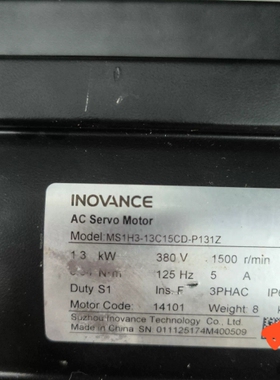 INOVANCE
AC Servo Motor
Model: MS1H3-13C15CD-P131Z
1.3 kW 380 V 1500 r/min
N·m 125 Hz 5 A
Duty S1 Ins. F 3PHAC
Motor Code: 14101 Weight: 8
Suzhou Inovance Technology Co., Ltd
Made in China SN: 011125174M400509